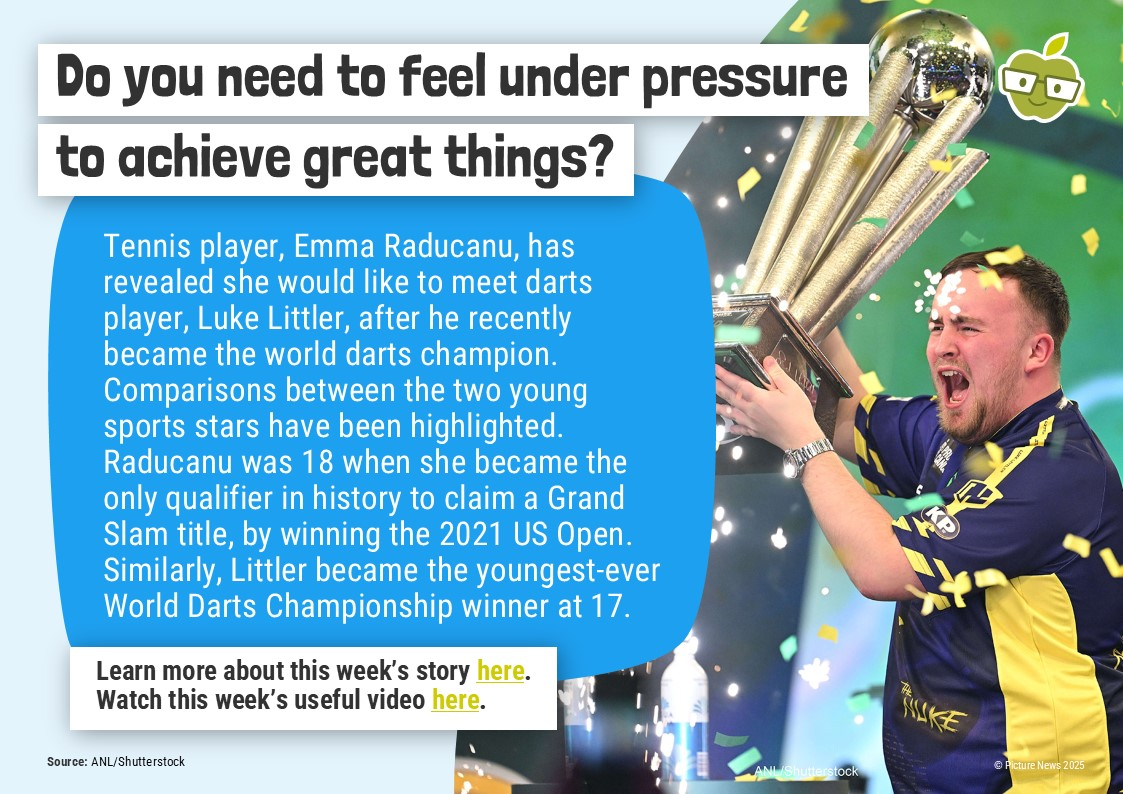 Do you need to feel under pressure
to achieve great things?
Tennis player, Emma Raducanu, has
revealed she would like to meet darts
player, Luke Littler, after he recently
became the world darts champion.
Comparisons between the two young
sports stars have been highlighted.
Raducanu was 18 when she became the
only qualifier in history to claim a Grand
Slam title, by winning the 2021 US Open.
Similarly, Littler became the youngest-ever
World Darts Championship winner at 17.
Learn more about this week's story here.
Watch this week's useful video here.
KP
THE
NUKE
Source: ANL/Shutterstock
ANL/Shutterstock
© Picture News 2025